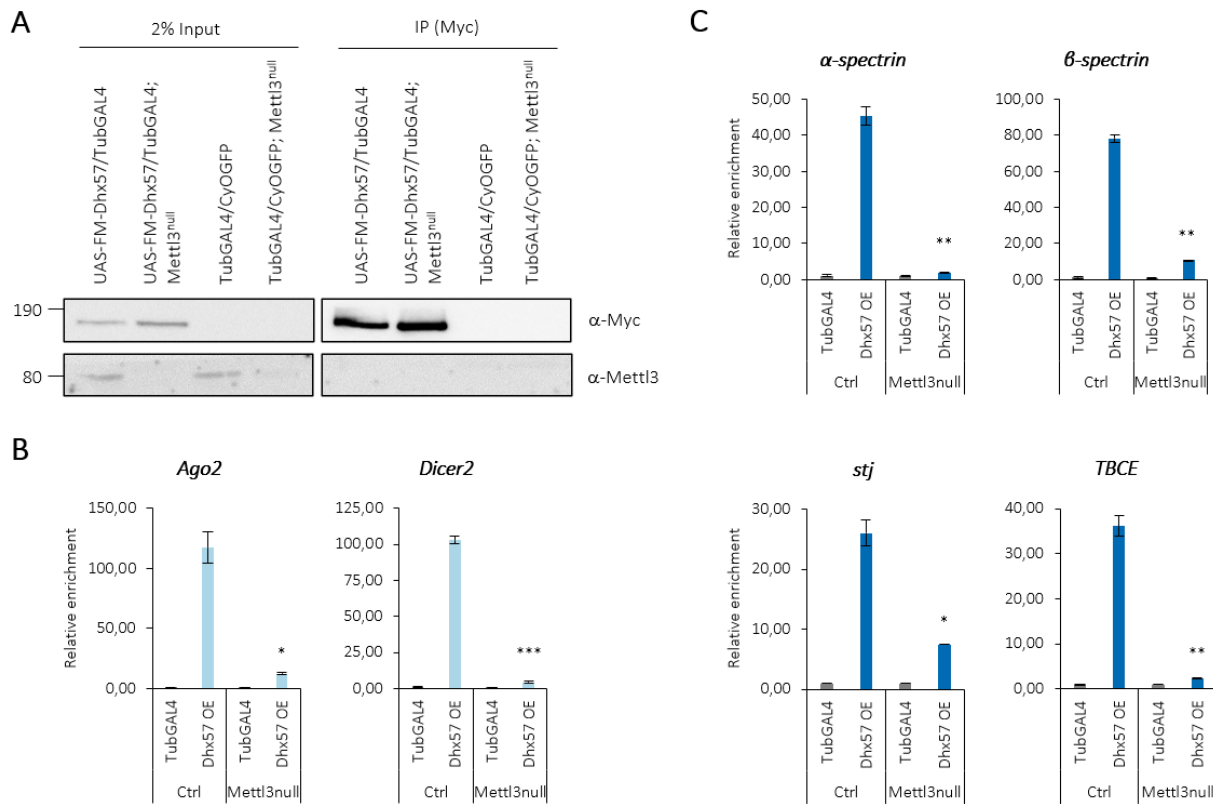 A
2% Input
IP (Myc)
UAS-FM-Dhx57/TubGAL4
UAS-FM-Dhx57/TubGAL4;
Mettl3null
TubGAL4/CyOGFP
TubGAL4/CyOGFP; Mettl3null
UAS-FM-Dhx57/TubGAL4
UAS-FM-Dhx57/TubGAL4;
Mettl3null
TubGAL4/CyOGFP
TubGAL4/CyOGFP; Mettl3null
190
α-Myc
80
α-Mettl3
B
Ago2
Relative enrichment
150,00
100,00
50,00
0,00
*
TubGAL4
Dhx57 OE
TubGAL4
Dhx57 OE
Ctrl
Mettl3null
Dicer2
125,00
100,00
75,00
50,00
25,00
0,00
***
TubGAL4
Dhx57 OE
TubGAL4
Dhx57 OE
Ctrl
Mettl3null
C
α-spectrin
Relative enrichment
50,00
40,00
30,00
20,00
10,00
0,00
**
TubGAL4
Dhx57 OE
TubGAL4
Dhx57 OE
Ctrl
Mettl3null
β-spectrin
100,00
80,00
60,00
40,00
20,00
0,00
**
TubGAL4
Dhx57 OE
TubGAL4
Dhx57 OE
Ctrl
Mettl3null
stj
Relative enrichment
30,00
20,00
10,00
0,00
*
TubGAL4
Dhx57 OE
TubGAL4
Dhx57 OE
Ctrl
Mettl3null
TBCE
40,00
30,00
20,00
10,00
0,00
**
TubGAL4
Dhx57 OE
TubGAL4
Dhx57 OE
Ctrl
Mettl3null